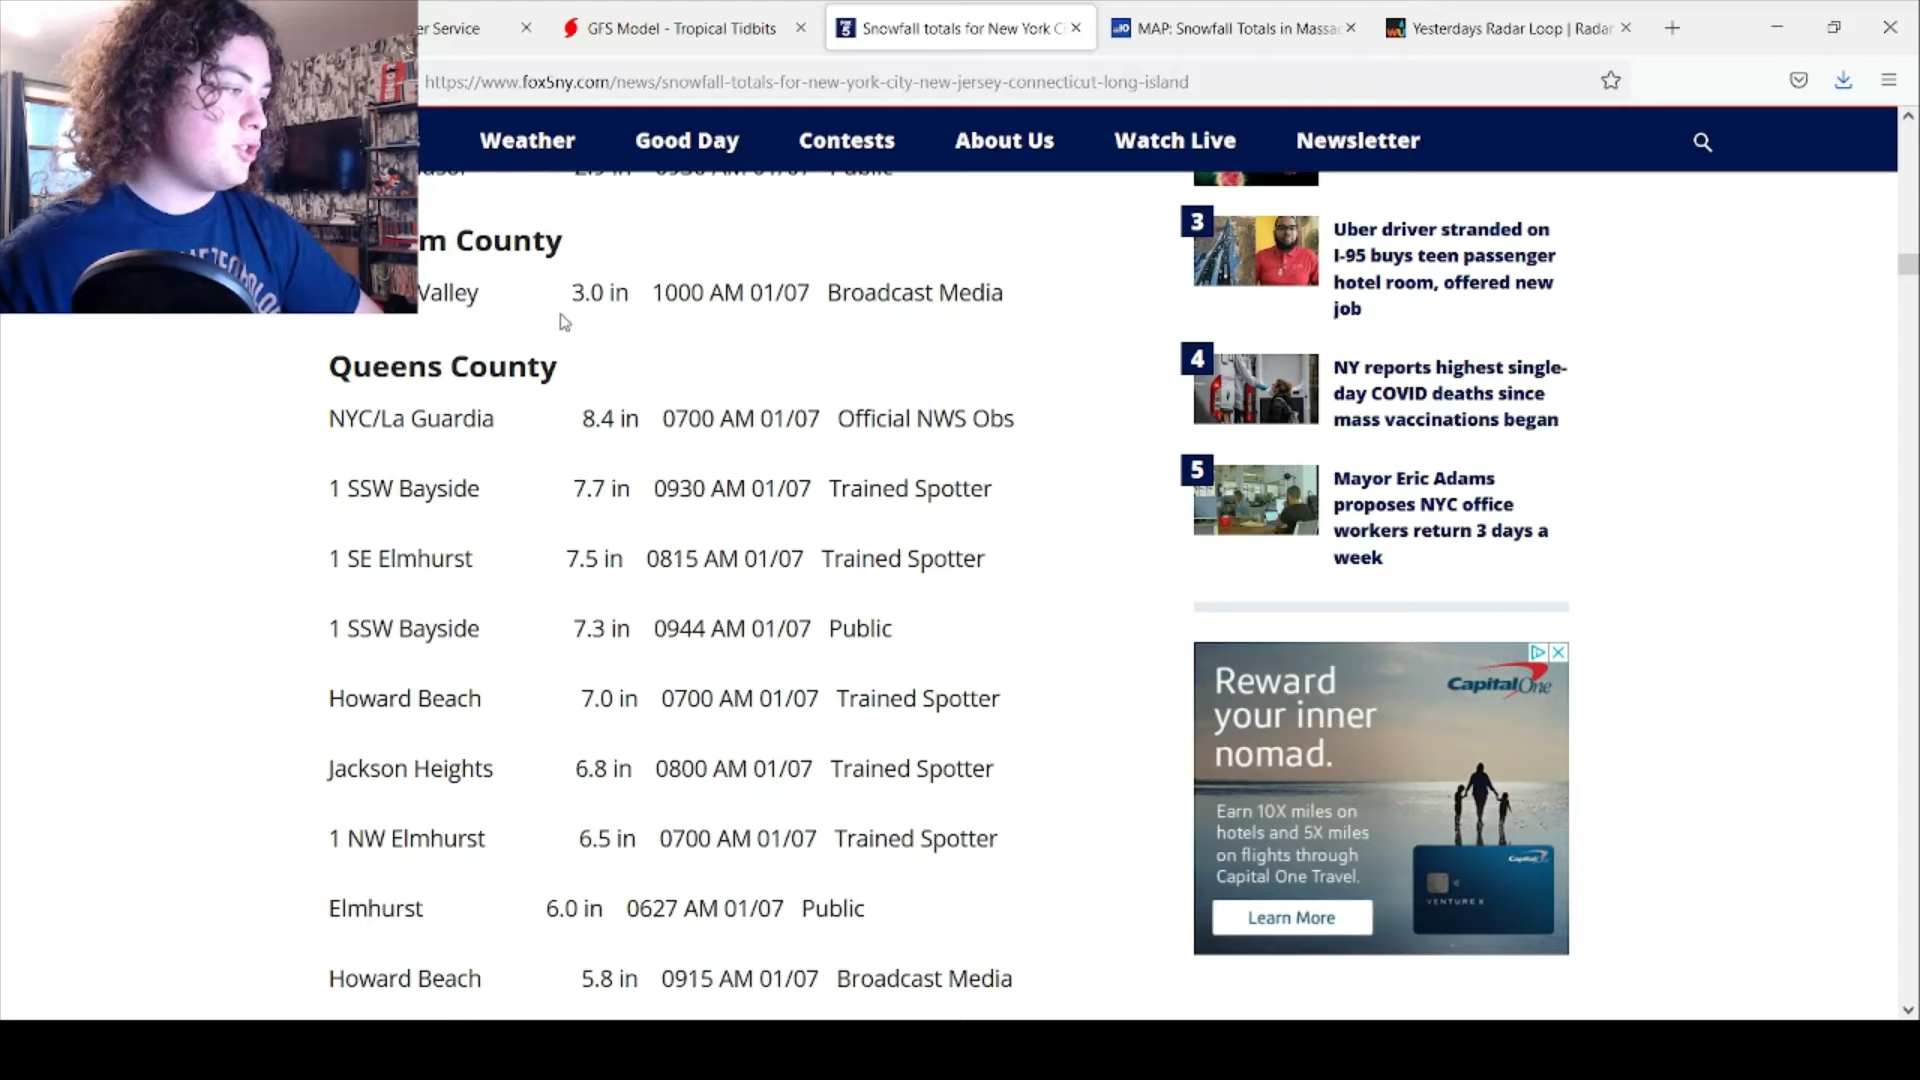 er Service
GFS Model - Tropical Tidbits
Snowfall totals for New York C
MAP: Snowfall Totals in Massac
Yesterdays Radar Loop | Radar
https://www.fox5ny.com/news/snowfall-totals-for-new-york-city-new-jersey-connecticut-long-island
Weather Good Day Contests About Us Watch Live Newsletter
m County
Valley 3.0 in 1000 AM 01/07 Broadcast Media
Queens County
NYC/La Guardia 8.4 in 0700 AM 01/07 Official NWS Obs
1 SSW Bayside 7.7 in 0930 AM 01/07 Trained Spotter
1 SE Elmhurst 7.5 in 0815 AM 01/07 Trained Spotter
1 SSW Bayside 7.3 in 0944 AM 01/07 Public
Howard Beach 7.0 in 0700 AM 01/07 Trained Spotter
Jackson Heights 6.8 in 0800 AM 01/07 Trained Spotter
1 NW Elmhurst 6.5 in 0700 AM 01/07 Trained Spotter
Elmhurst 6.0 in 0627 AM 01/07 Public
Howard Beach 5.8 in 0915 AM 01/07 Broadcast Media
3
Uber driver stranded on
I-95 buys teen passenger
hotel room, offered new
job
4
NY reports highest single-
day COVID deaths since
mass vaccinations began
5
Mayor Eric Adams
proposes NYC office
workers return 3 days a
week
Reward
your inner
nomad.
Capital One
Earn 10X miles on
hotels and 5X miles
on flights through
Capital One Travel.
Learn More
VENTURE X